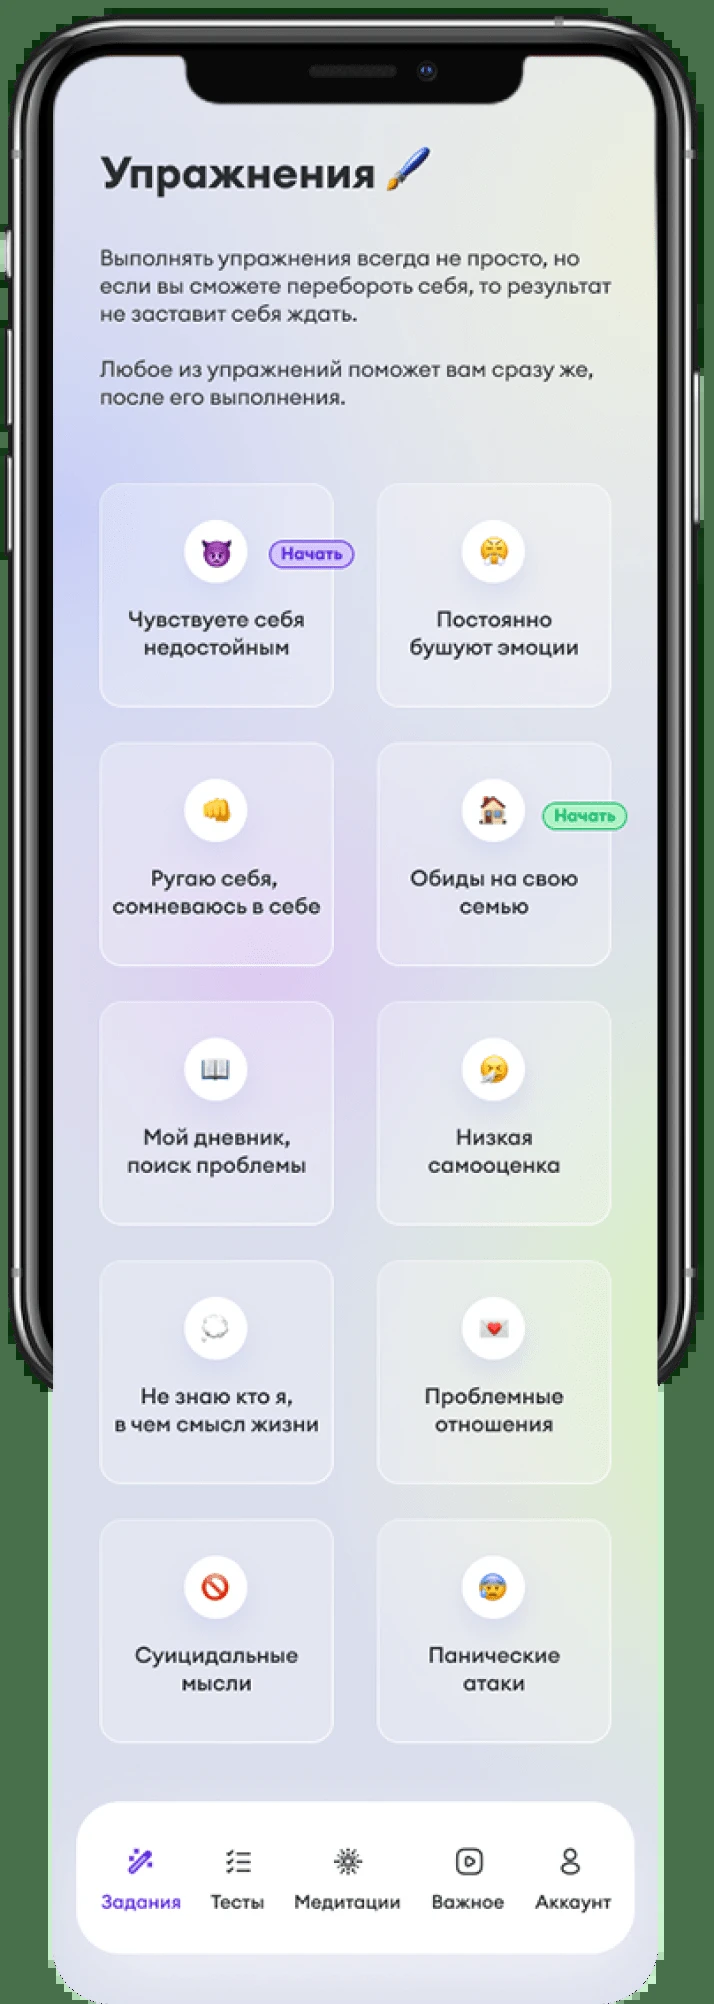 Упражнения
Выполнять упражнения всегда не просто, но
если вы сможете перебороть себя, то результат
не заставит себя ждать.
Любое из упражнений поможет вам сразу же,
после его выполнения.
Начать
Чувствуете себя
недостойным
Постоянно
бушуют эмоции
Ругаю себя,
сомневаюсь в себе
Начать
Обиды на свою
семью
Мой дневник,
поиск проблемы
Низкая
самооценка
Не знаю кто я,
в чем смысл жизни
Проблемные
отношения
Суицидальные
мысли
Панические
атаки
Задания
Тесты
Медитации
Важное
Аккаунт